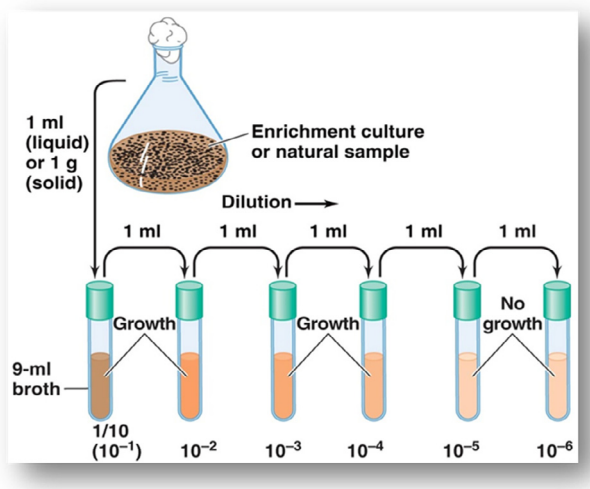 1 ml
(liquid)
or 1 g
(solid)
Enrichment culture
or natural sample
Dilution
1 ml
1 ml
1 ml
1 ml
1 ml
Growth
Growth
No
growth
9-ml
broth
1/10
(10⁻¹)
10⁻²
10⁻³
10⁻⁴
10⁻⁵
10⁻⁶